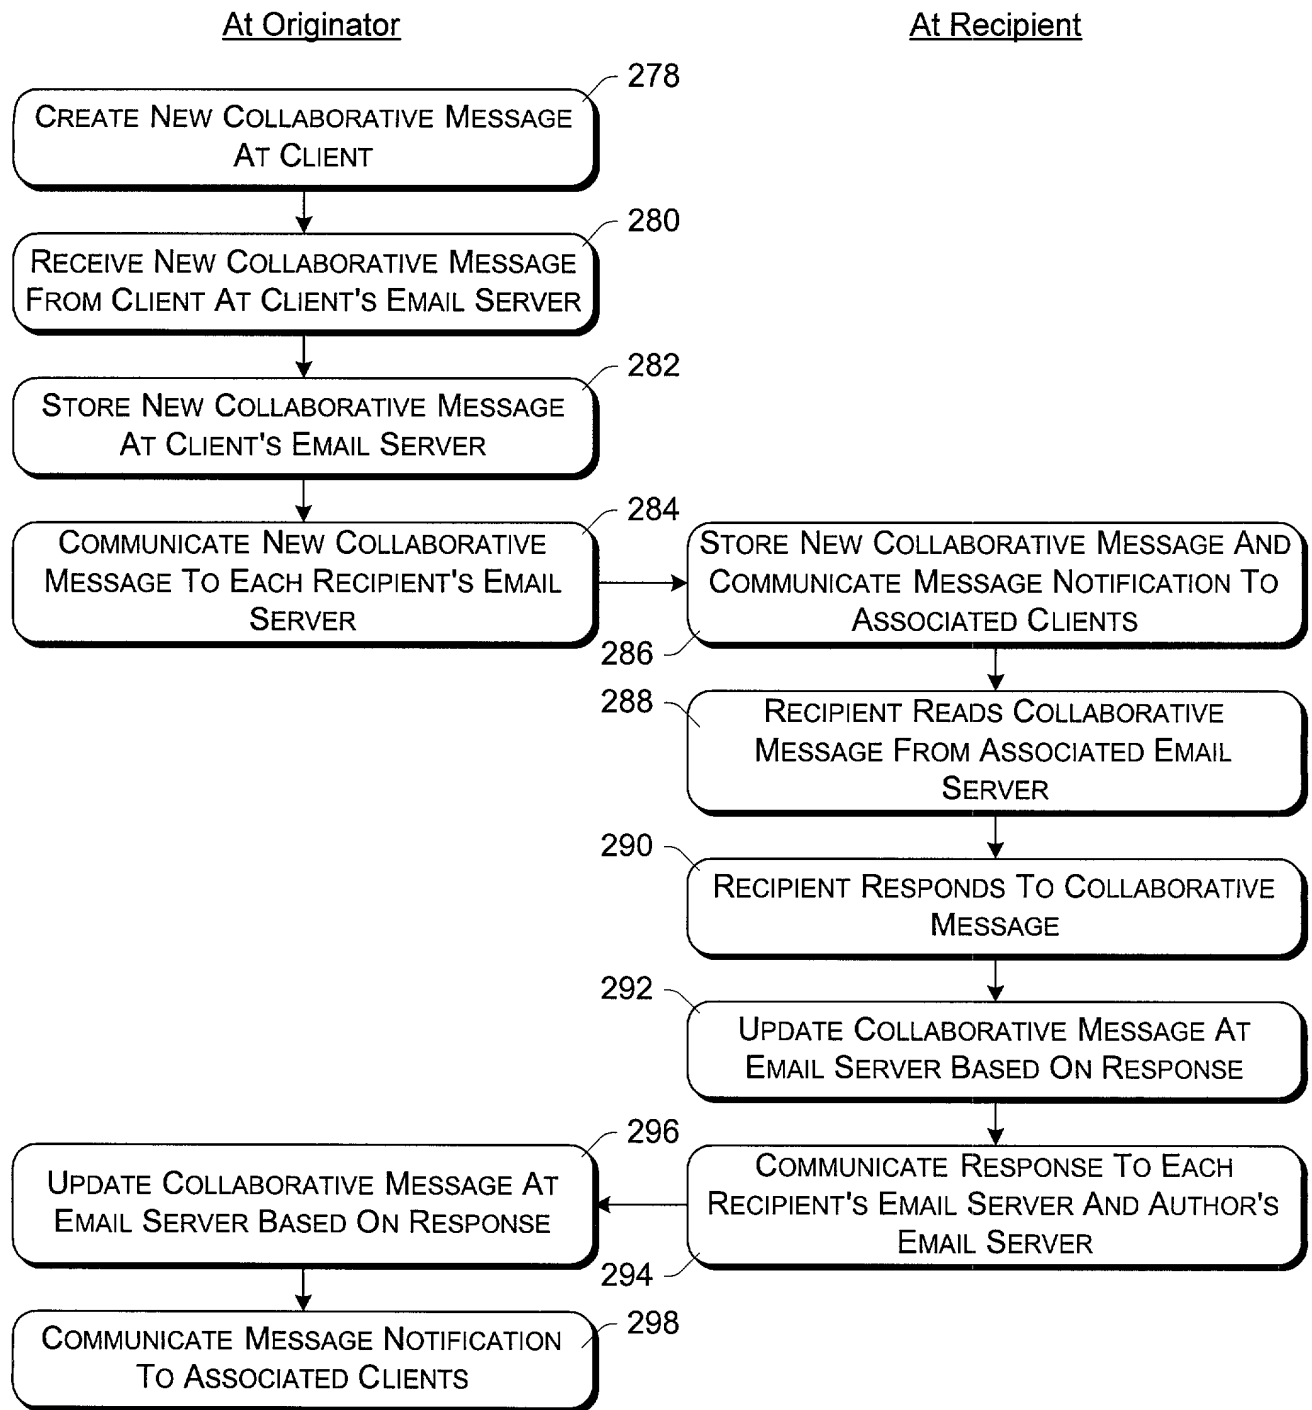 At Originator
At Recipient
278
CREATE NEW COLLABORATIVE MESSAGE
AT CLIENT
280
RECEIVE NEW COLLABORATIVE MESSAGE
FROM CLIENT AT CLIENT'S EMAIL SERVER
282
STORE NEW COLLABORATIVE MESSAGE
AT CLIENT'S EMAIL SERVER
284
COMMUNICATE NEW COLLABORATIVE
MESSAGE TO EACH RECIPIENT'S EMAIL
SERVER
STORE NEW COLLABORATIVE MESSAGE AND
COMMUNICATE MESSAGE NOTIFICATION TO
ASSOCIATED CLIENTS
286
288
RECIPIENT READS COLLABORATIVE
MESSAGE FROM ASSOCIATED EMAIL
SERVER
290
RECIPIENT RESPONDS TO COLLABORATIVE
MESSAGE
292
UPDATE COLLABORATIVE MESSAGE AT
EMAIL SERVER BASED ON RESPONSE
COMMUNICATE RESPONSE TO EACH
RECIPIENT'S EMAIL SERVER AND AUTHOR'S
EMAIL SERVER
294
296
UPDATE COLLABORATIVE MESSAGE AT
EMAIL SERVER BASED ON RESPONSE
298
COMMUNICATE MESSAGE NOTIFICATION
TO ASSOCIATED CLIENTS